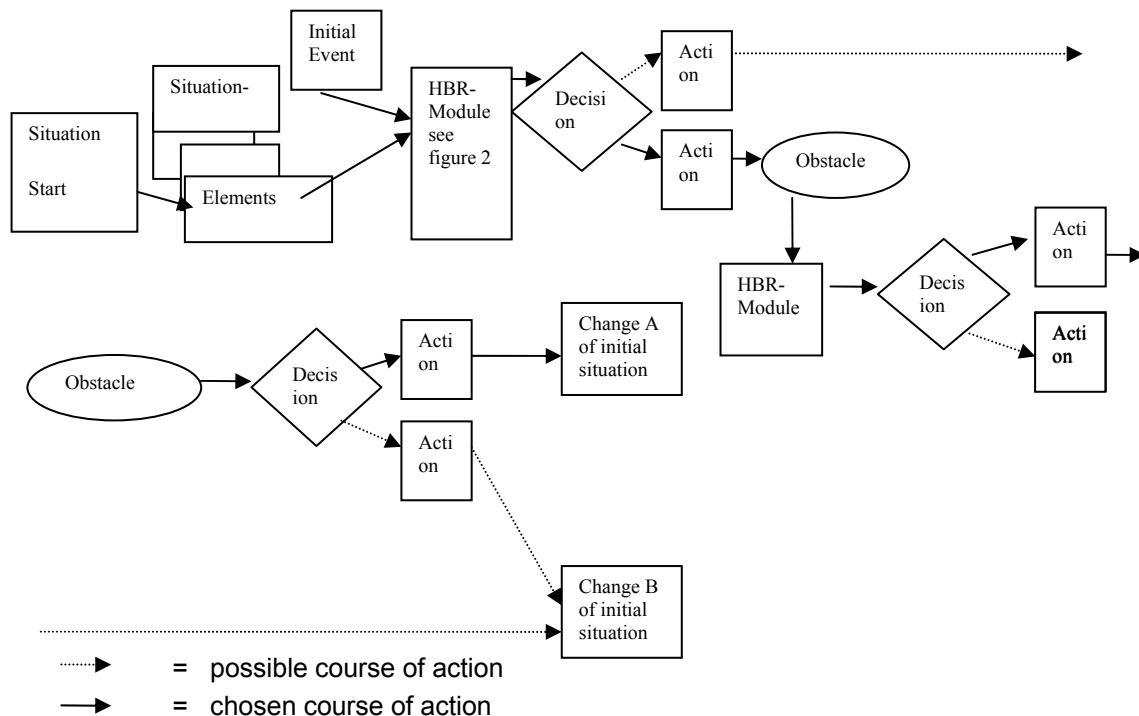 Initial
Event
Situation-
Situation
Start
Elements
HBR-
Module
see
figure 2
Decisi
on
Acti
on
Acti
on
Obstacle
HBR-
Module
Decis
ion
Acti
on
Acti
on
Obstacle
Decis
ion
Acti
on
Acti
on
Change A
of initial
situation
Change B
of initial
situation
= possible course of action
= chosen course of action